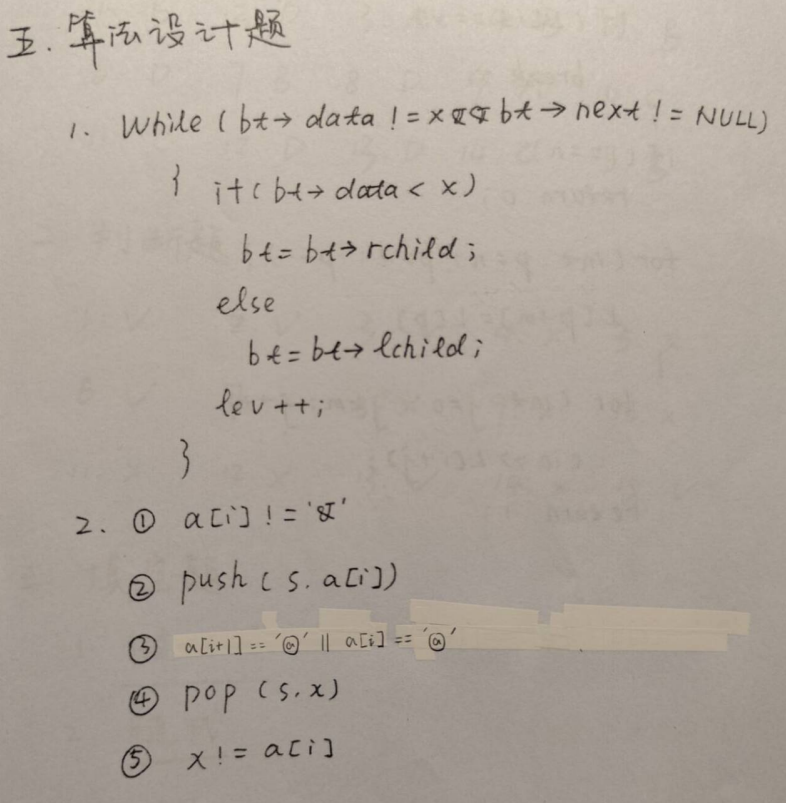 五. 算法设计题
1. While (bt→data != x && bt→next != NULL)
{ if(bt→data < x)
bt = bt→rchild;
else
bt = bt→lchild;
lev++;
}
2. ① a[i] != '&'
② push (s. a[i])
③ a[i+1] == '@' || a[i] == '@'
④ pop (s.x)
⑤ x != a[i]